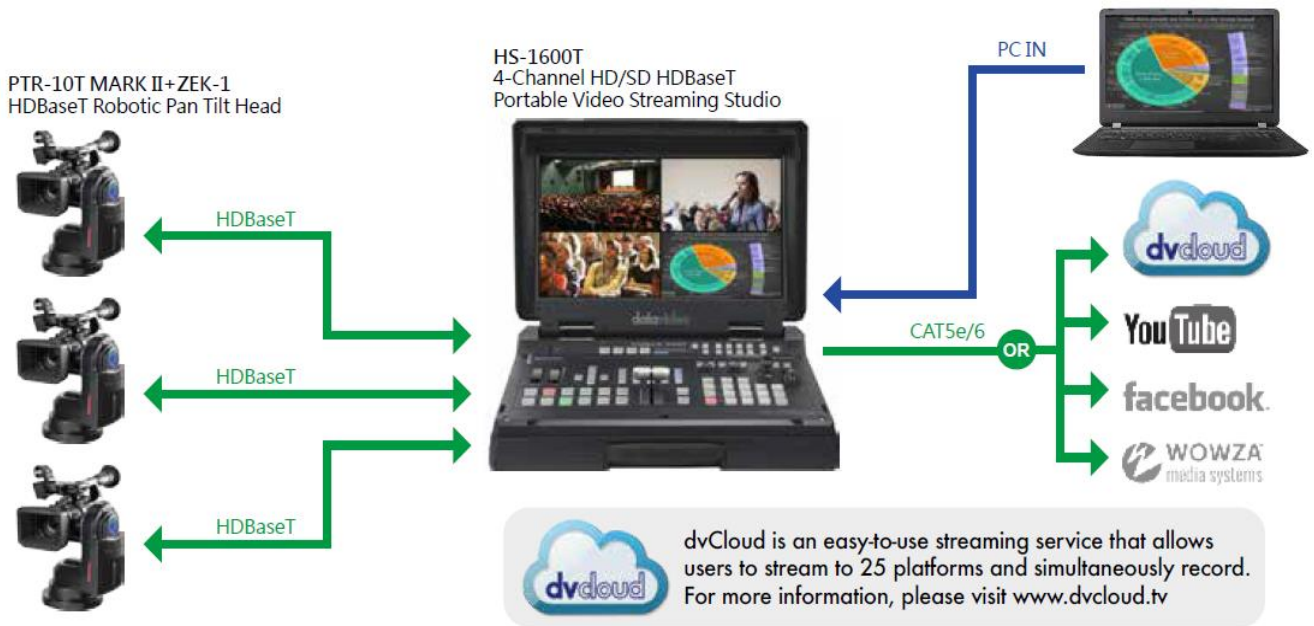 PTR-10T MARK II+ZEK-1
HDBaseT Robotic Pan Tilt Head
HDBaseT
HDBaseT
HDBaseT
HS-1600T
4-Channel HD/SD HDBaseT
Portable Video Streaming Studio
datavideo
PC IN
CAT5e/6
OR
dvcloud
YouTube
facebook.
WOWZA
media systems
dvcloud
dvCloud is an easy-to-use streaming service that allows
users to stream to 25 platforms and simultaneously record.
For more information, please visit www.dvcloud.tv